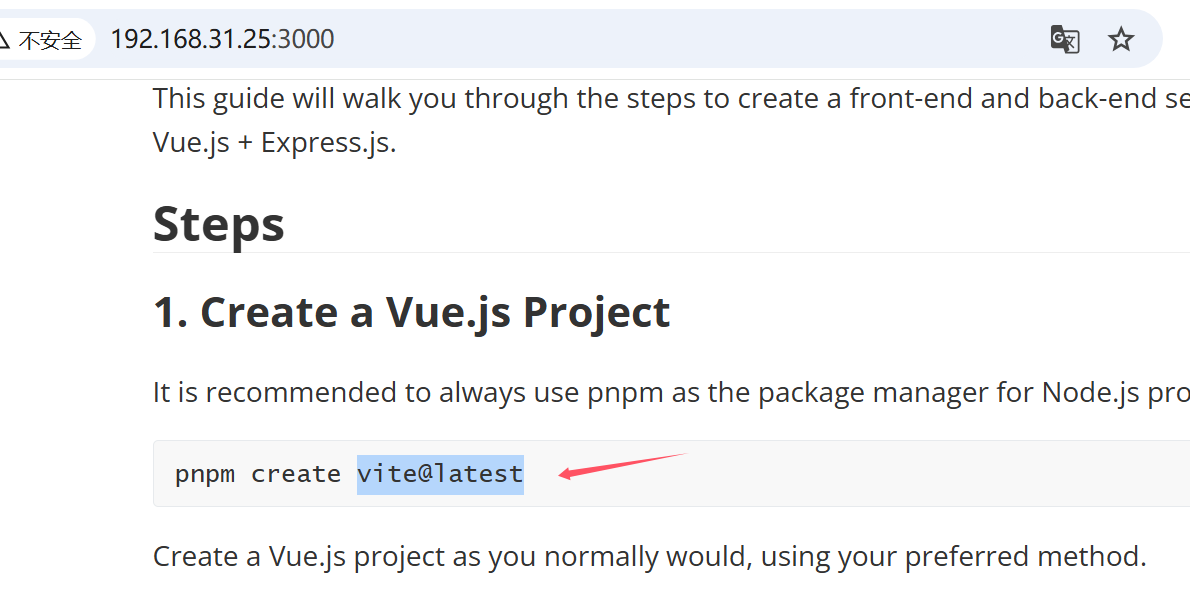 不安全 192.168.31.25:3000
This guide will walk you through the steps to create a front-end and back-end se
Vue.js + Express.js.
Steps
1. Create a Vue.js Project
It is recommended to always use pnpm as the package manager for Node.js pro
pnpm create vite@latest
Create a Vue.js project as you normally would, using your preferred method.